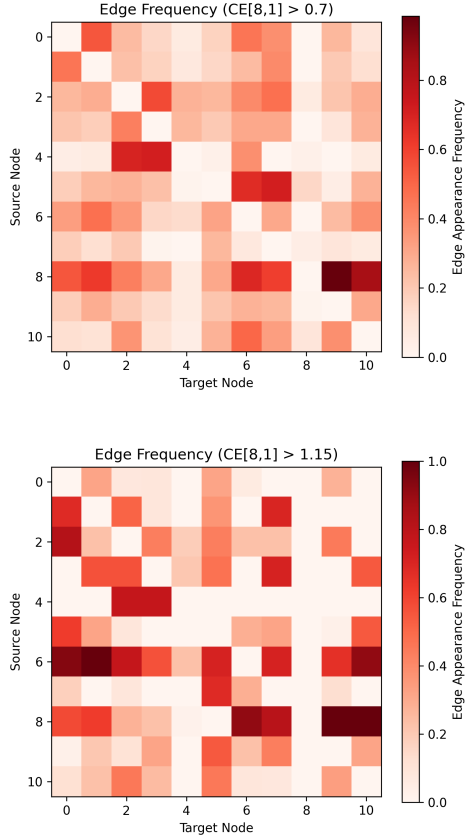 Edge Frequency (CE[8,1] > 0.7)
0
2
4
6
8
10
Source Node
0 2 4 6 8 10
Target Node
0.8
0.6
0.4
0.2
0.0
Edge Appearance Frequency
Edge Frequency (CE[8,1] > 1.15)
0
2
4
6
8
10
Source Node
0 2 4 6 8 10
Target Node
1.0
0.8
0.6
0.4
0.2
0.0
Edge Appearance Frequency